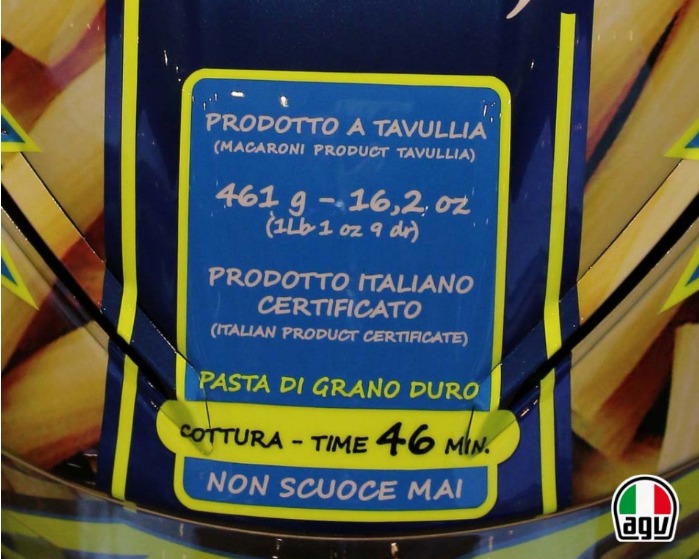 PRODOTTO A TAVULLIA
(MACARONI PRODUCT TAVULLIA)
461 g - 16,2 oz
(1Lb 1 oz 9 dr)
PRODOTTO ITALIANO
CERTIFICATO
(ITALIAN PRODUCT CERTIFICATE)
PASTA DI GRANO DURO
COTTURA - TIME 46 MIN.
NON SCUOCE MAI
agv